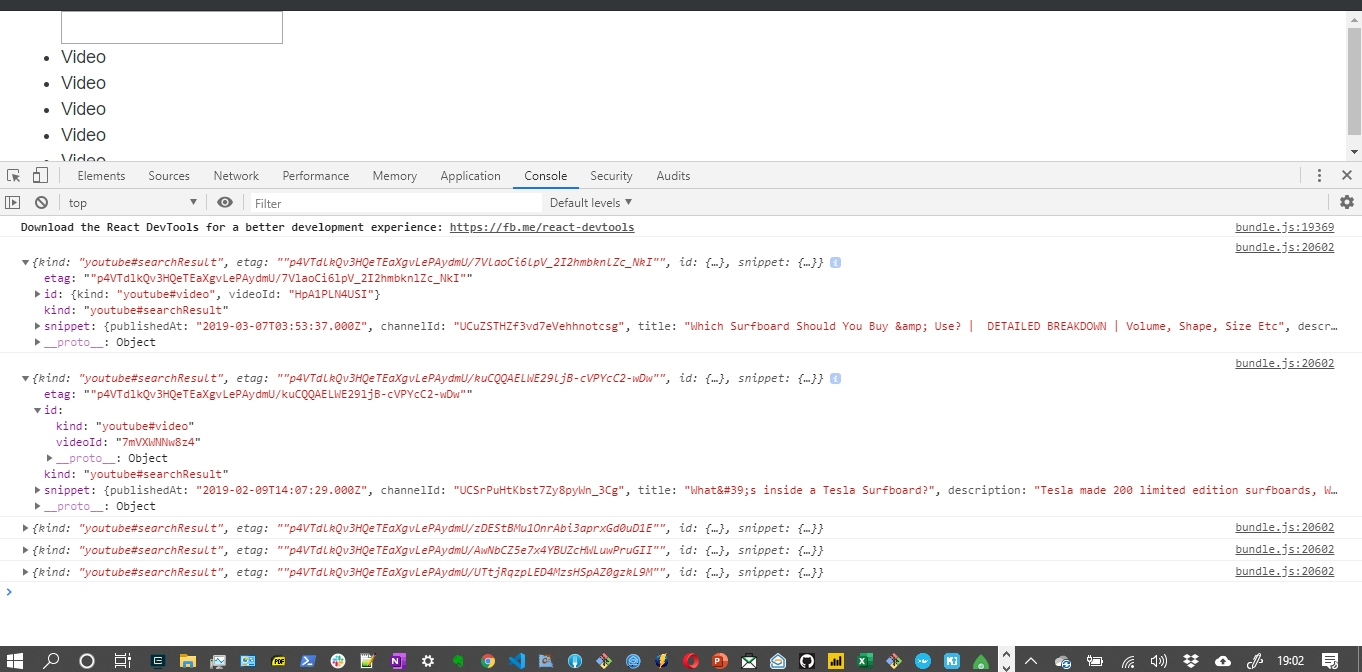 Video
Video
Video
Video
Video
Elements Sources Network Performance Memory Application Console Security Audits
top Filter Default levels
Download the React DevTools for a better development experience: https://fb.me/react-devtools bundle.js:19369
bundle.js:20602
{kind: "youtube#searchResult", etag: ""p4VTdlkQv3HQeTEaXgvLePAydmU/7VlaoCi6lpV_2I2hmbknlZc_NkI"", id: {…}, snippet: {…}}
etag: ""p4VTdlkQv3HQeTEaXgvLePAydmU/7VlaoCi6lpV_2I2hmbknlZc_NkI""
id: {kind: "youtube#video", videoId: "HpA1PLN4USI"}
kind: "youtube#searchResult"
snippet: {publishedAt: "2019-03-07T03:53:37.000Z", channelId: "UCuZSTHZf3vd7eVehhnotcsg", title: "Which Surfboard Should You Buy &amp; Use? | DETAILED BREAKDOWN | Volume, Shape, Size Etc", descr…
__proto__: Object
bundle.js:20602
{kind: "youtube#searchResult", etag: ""p4VTdlkQv3HQeTEaXgvLePAydmU/kuCQQAELWE29ljB-cVPYcC2-wDw"", id: {…}, snippet: {…}}
etag: ""p4VTdlkQv3HQeTEaXgvLePAydmU/kuCQQAELWE29ljB-cVPYcC2-wDw""
id:
kind: "youtube#video"
videoId: "7mVXWNNw8z4"
__proto__: Object
kind: "youtube#searchResult"
snippet: {publishedAt: "2019-02-09T14:07:29.000Z", channelId: "UCSrPuHtKbst7Zy8pyWn_3Cg", title: "What&#39;s inside a Tesla Surfboard?", description: "Tesla made 200 limited edition surfboards, W…
__proto__: Object
{kind: "youtube#searchResult", etag: ""p4VTdlkQv3HQeTEaXgvLePAydmU/zDEStBMu1OnrAbi3aprxGd0uD1E"", id: {…}, snippet: {…}} bundle.js:20602
{kind: "youtube#searchResult", etag: ""p4VTdlkQv3HQeTEaXgvLePAydmU/AwNbCZ5e7x4YBUZcHWLuwPruGII"", id: {…}, snippet: {…}} bundle.js:20602
{kind: "youtube#searchResult", etag: ""p4VTdlkQv3HQeTEaXgvLePAydmU/UTtjRqzpLED4MzsHSpAZ0gzkL9M"", id: {…}, snippet: {…}} bundle.js:20602
19:02